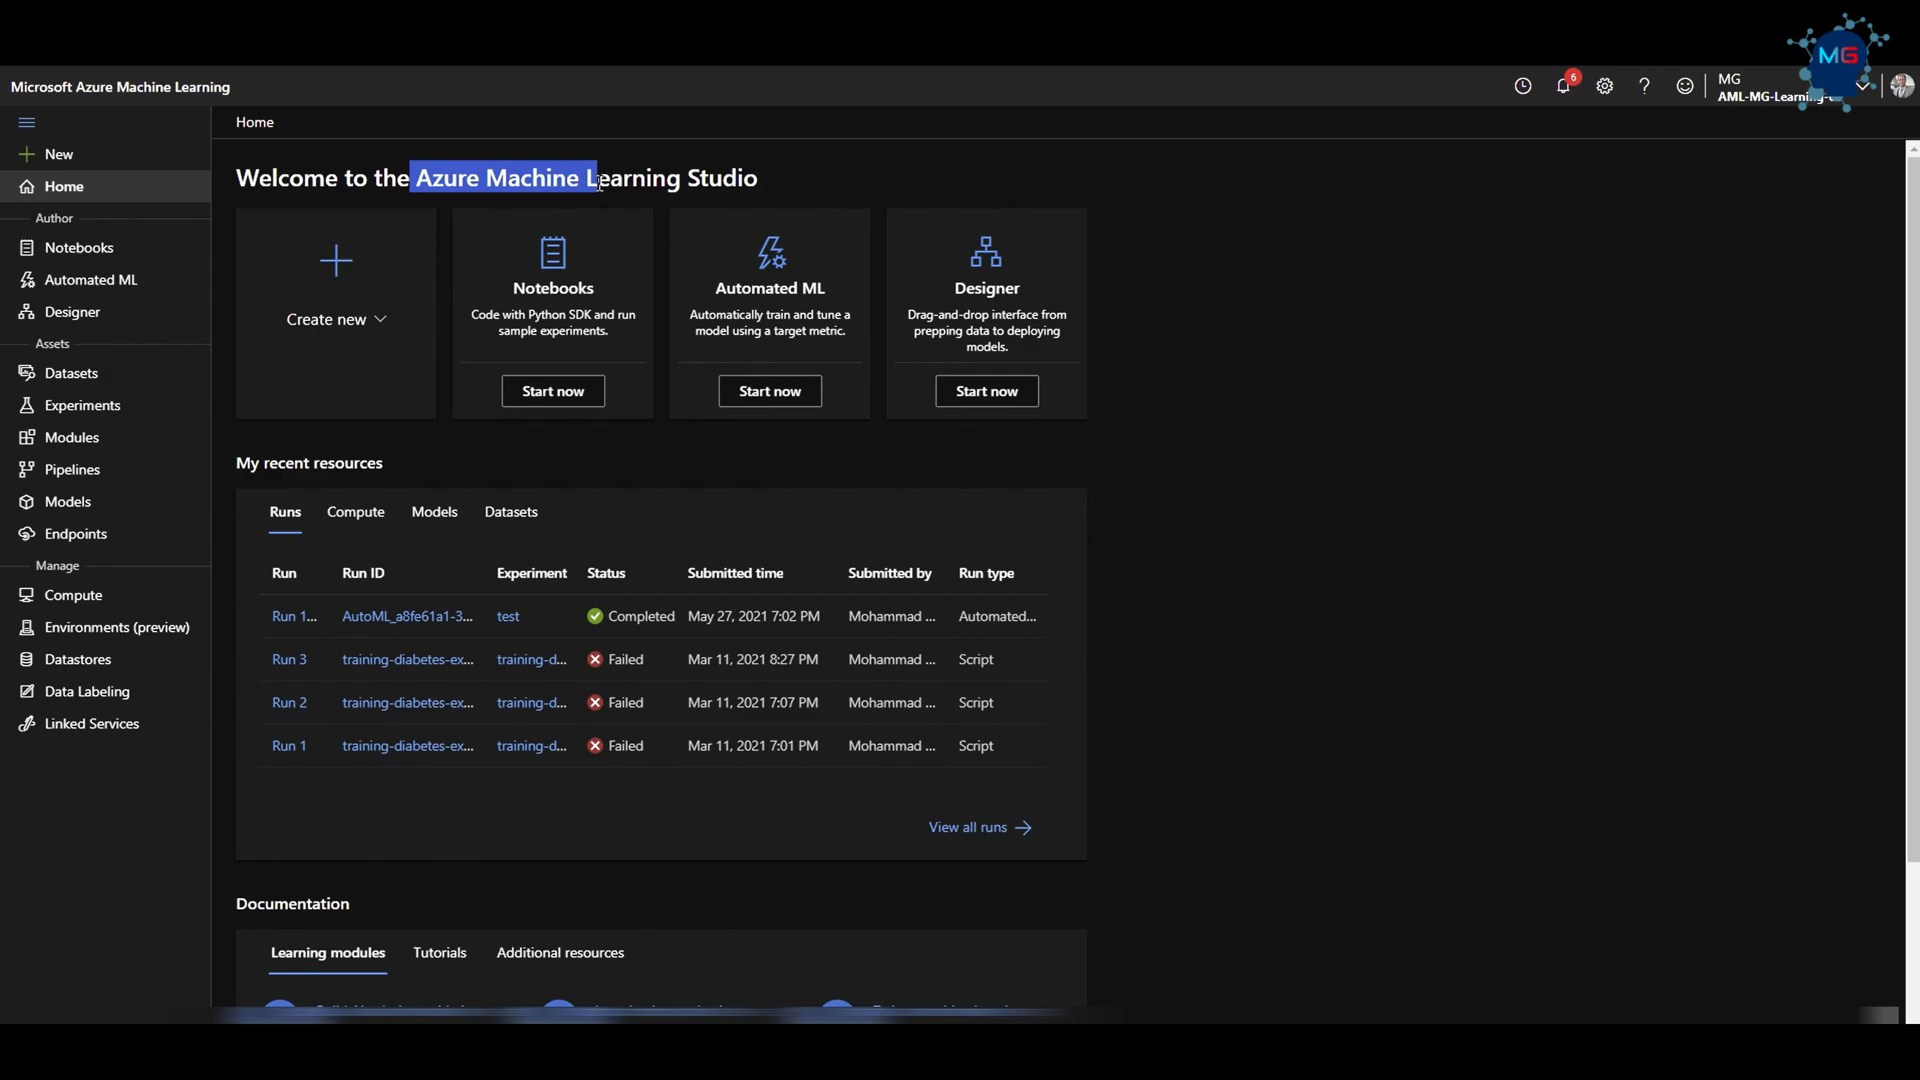 MG
Microsoft Azure Machine Learning
6
MG
AML-MG-Learning-
Home
New
Home
Author
Notebooks
Automated ML
Designer
Assets
Datasets
Experiments
Modules
Pipelines
Models
Endpoints
Manage
Compute
Environments (preview)
Datastores
Data Labeling
Linked Services
Welcome to the Azure Machine Learning Studio
Create new
Notebooks
Code with Python SDK and run
sample experiments.
Start now
Automated ML
Automatically train and tune a
model using a target metric.
Start now
Designer
Drag-and-drop interface from
prepping data to deploying
models.
Start now
My recent resources
Runs Compute Models Datasets
Run Run ID Experiment Status Submitted time Submitted by Run type
Run 1... AutoML_a8fe61a1-3... test Completed May 27, 2021 7:02 PM Mohammad ... Automated...
Run 3 training-diabetes-ex... training-d... Failed Mar 11, 2021 8:27 PM Mohammad ... Script
Run 2 training-diabetes-ex... training-d... Failed Mar 11, 2021 7:07 PM Mohammad ... Script
Run 1 training-diabetes-ex... training-d... Failed Mar 11, 2021 7:01 PM Mohammad ... Script
View all runs
Documentation
Learning modules Tutorials Additional resources